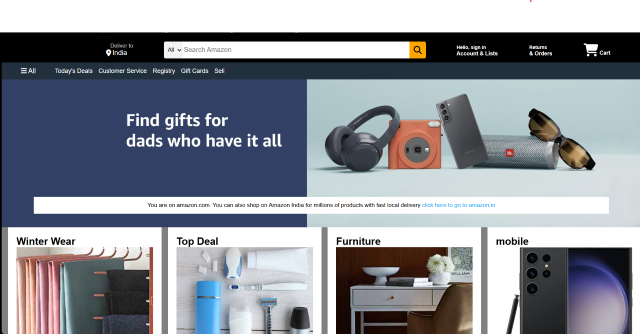 Deliver to
India
All
Search Amazon
Hello, sign in
Account & Lists
Returns
& Orders
Cart
All
Today's Deals Customer Service Registry Gift Cards Sell
Find gifts for
dads who have it all
JBL
You are on amazon.com. You can also shop on Amazon India for millions of products with fast local delivery click here to go to amazon.in
Winter Wear
Top Deal
Furniture
mobile